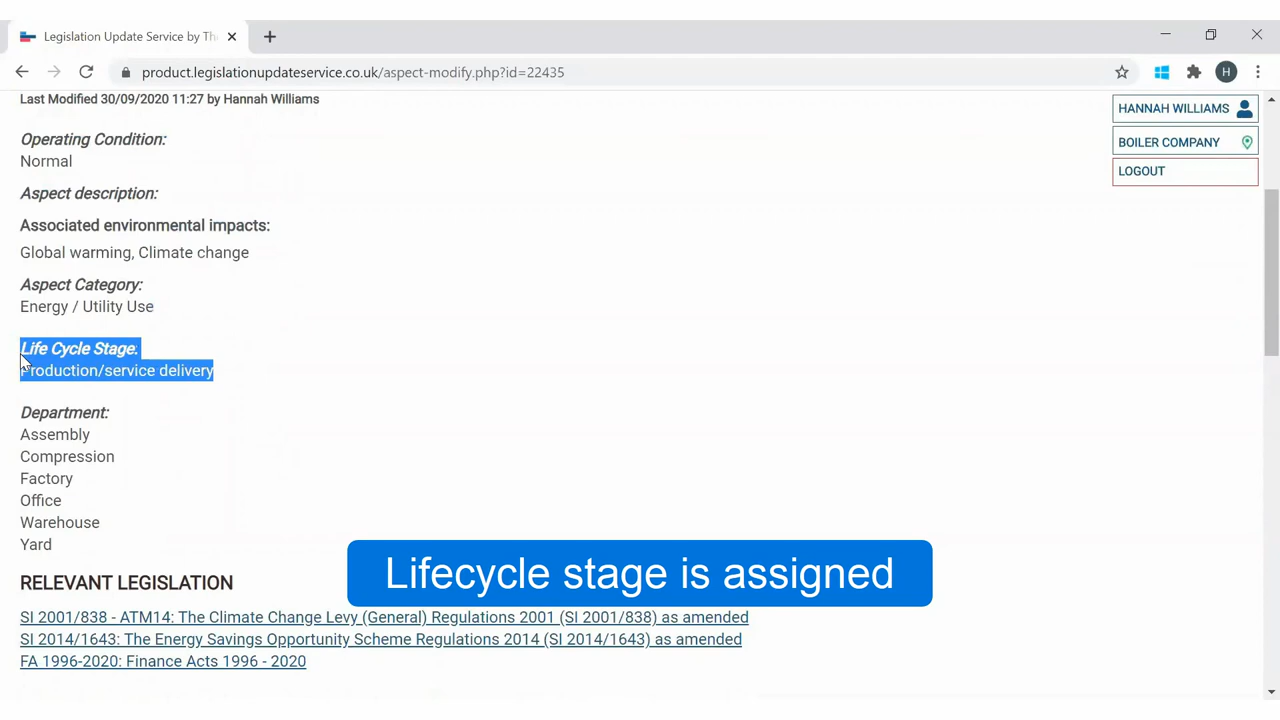 Legislation Update Service by Th
product.legislationupdateservice.co.uk/aspect-modify.php?id=22435
H
Last Modified 30/09/2020 11:27 by Hannah Williams
HANNAH WILLIAMS
BOILER COMPANY
LOGOUT
Operating Condition:
Normal
Aspect description:
Associated environmental impacts:
Global warming, Climate change
Aspect Category:
Energy / Utility Use
Life Cycle Stage:
Production/service delivery
Department:
Assembly
Compression
Factory
Office
Warehouse
Yard
Lifecycle stage is assigned
RELEVANT LEGISLATION
SI 2001/838 - ATM14: The Climate Change Levy (General) Regulations 2001 (SI 2001/838) as amended
SI 2014/1643: The Energy Savings Opportunity Scheme Regulations 2014 (SI 2014/1643) as amended
FA 1996-2020: Finance Acts 1996 - 2020